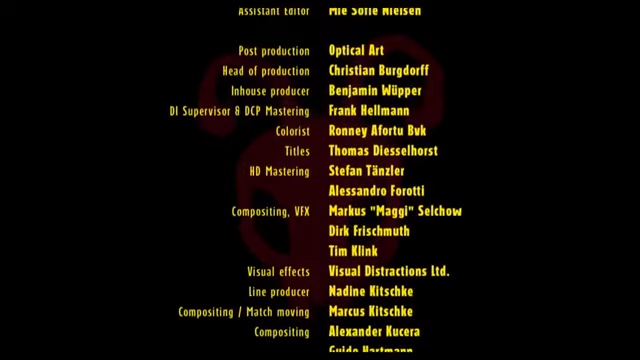 Assistant Editor Mie Sofie Nielsen
Post production Optical Art
Head of production Christian Burgdorff
Inhouse producer Benjamin Wüpper
DI Supervisor & DCP Mastering Frank Hellmann
Colorist Ronney Afortu Bvk
Titles Thomas Diesselhorst
HD Mastering Stefan Tänzler
Alessandro Forotti
Compositing, VFX Markus "Maggi" Selchow
Dirk Frischmuth
Tim Klink
Visual effects Visual Distractions Ltd.
Line producer Nadine Kitschke
Compositing / Match moving Marcus Kitschke
Compositing Alexander Kucera
Guido Hartmann